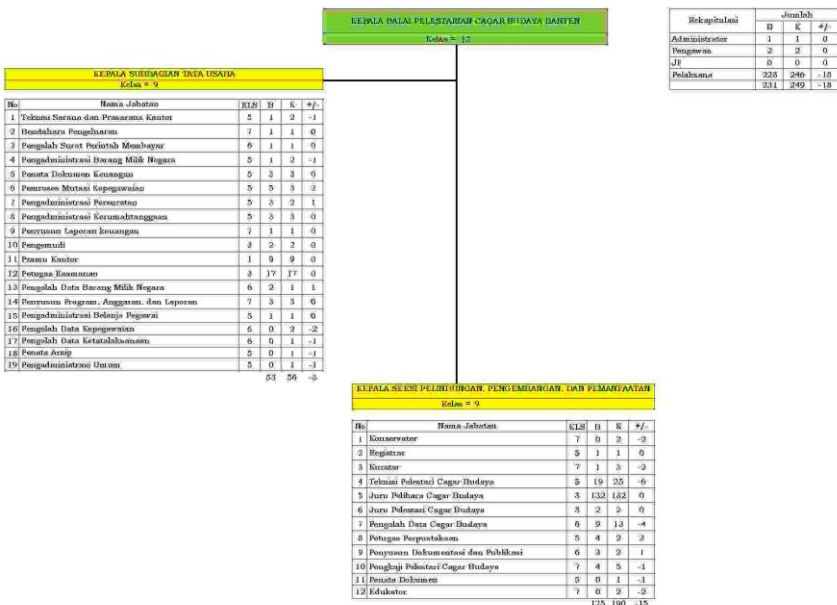 KEPALA BALAI PELESTARIAN CAGAR BUDAYA BANTEN
Kelas = 13
Rekapitulasi Jumlah
B K +/-
Administrator 1 1 0
Pengawas 2 2 0
JF 0 0 0
Pelaksana 228 246 -18
231 249 -18
KEPALA SUBBAGIAN TATA USAHA
Kelas = 9
No Nama Jabatan KLS B K +/-
1 Teknisi Sarana dan Prasarana Kantor 5 1 2 -1
2 Bendahara Pengeluaran 7 1 1 0
3 Pengolah Surat Perintah Membayar 6 1 1 0
4 Pengadministrasi Barang Milik Negara 5 1 2 -1
5 Penata Dokumen Keuangan 5 3 3 0
6 Pemroses Mutasi Kepegawaian 5 5 3 2
7 Pengadministrasi Persuratan 5 3 2 1
8 Pengadministrasi Kerumahtanggaan 5 3 3 0
9 Penyusun Laporan keuangan 7 1 1 0
10 Pengemudi 3 2 2 0
11 Pramu Kantor 1 9 9 0
12 Petugas Keamanan 3 17 17 0
13 Pengolah Data Barang Milik Negara 6 2 1 1
14 Penyusun Program, Anggaran, dan Laporan 7 3 3 0
15 Pengadministrasi Belanja Pegawai 5 1 1 0
16 Pengolah Data Kepegawaian 6 0 2 -2
17 Pengolah Data Ketatalaksanaan 6 0 1 -1
18 Penata Arsip 5 0 1 -1
19 Pengadministrasi Umum 5 0 1 -1
53 56 -3
KEPALA SEKSI PELINDUNGAN, PENGEMBANGAN, DAN PEMANFAATAN
Kelas = 9
No Nama Jabatan KLS B K +/-
1 Konservator 7 0 2 -2
2 Registrar 5 1 1 0
3 Kurator 7 1 3 -2
4 Teknisi Pelestari Cagar Budaya 5 19 25 -6
5 Juru Pelihara Cagar Budaya 3 132 132 0
6 Juru Pelestari Cagar Budaya 3 2 2 0
7 Pengolah Data Cagar Budaya 6 9 13 -4
8 Petugas Perpustakaan 5 4 2 2
9 Penyusun Dokumentasi dan Publikasi 6 3 2 1
10 Pengkaji Pelestari Cagar Budaya 7 4 5 -1
11 Penata Dokumen 5 0 1 -1
12 Edukator 7 0 2 -2
175 190 -15